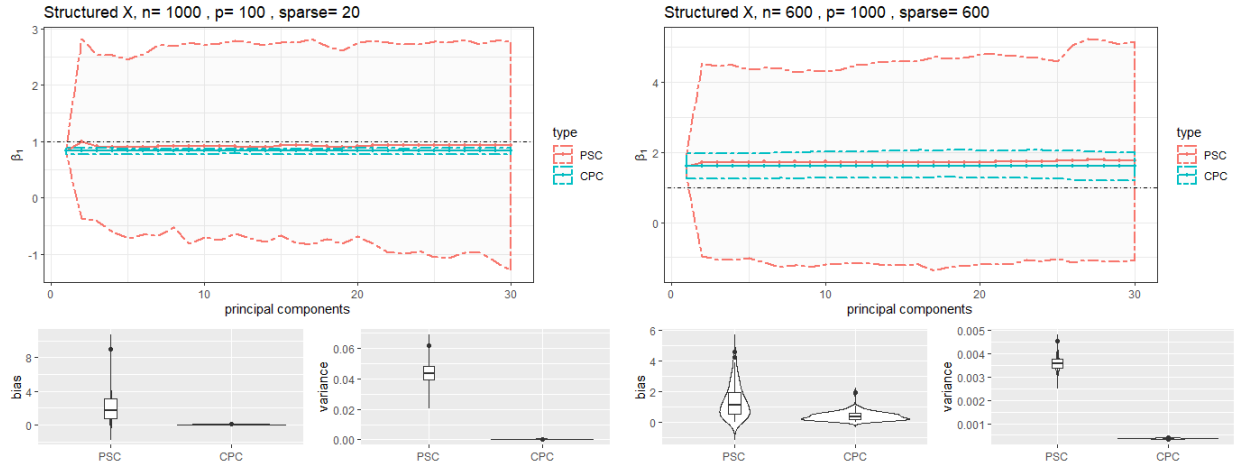 Structured X, n= 1000 , p= 100 , sparse= 20
3
2
1
0
-1
β1
0
10
20
30
principal components
type
PSC
CPC
Structured X, n= 600 , p= 1000 , sparse= 600
4
2
0
β1
0
10
20
30
principal components
type
PSC
CPC
8
4
0
bias
PSC
CPC
0.06
0.04
0.02
0.00
variance
PSC
CPC
6
4
2
0
bias
PSC
CPC
0.005
0.004
0.003
0.002
0.001
variance
PSC
CPC